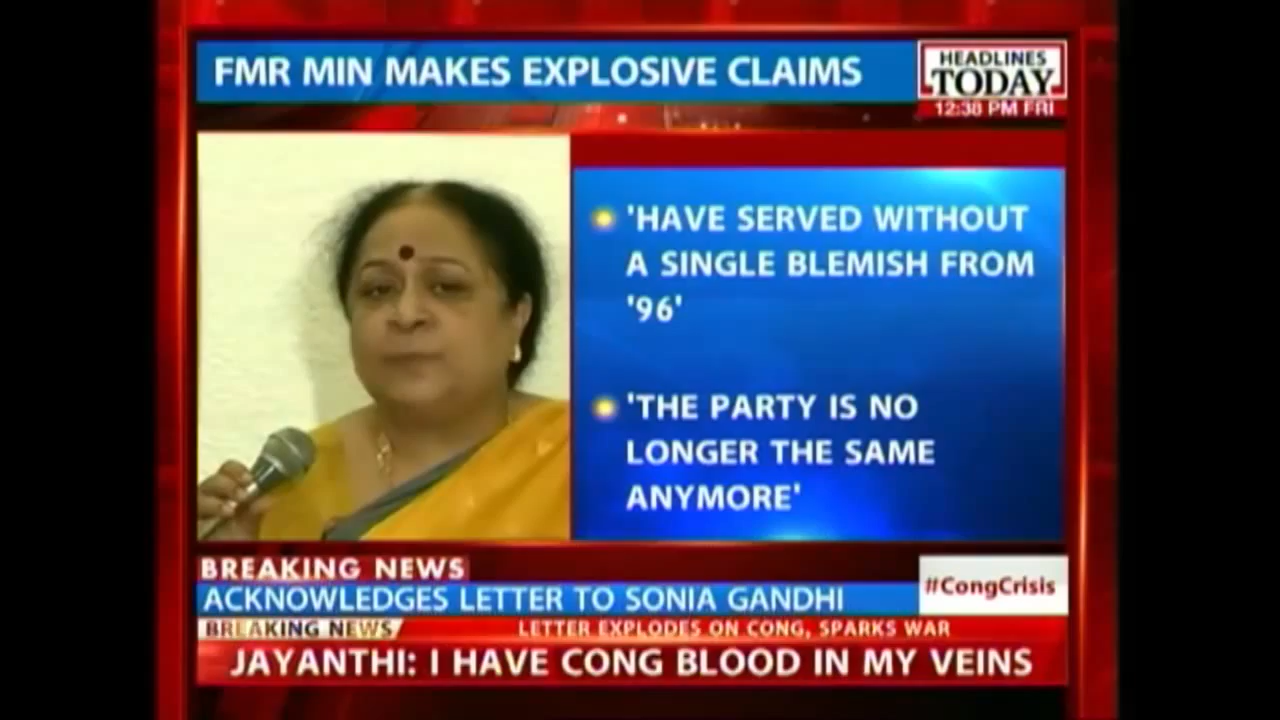 FMR MIN MAKES EXPLOSIVE CLAIMS
HEADLINES
TODAY
12:38 PM FRI
'HAVE SERVED WITHOUT
A SINGLE BLEMISH FROM
'96'
'THE PARTY IS NO
LONGER THE SAME
ANYMORE'
BREAKING NEWS
ACKNOWLEDGES LETTER TO SONIA GANDHI
#CongCrisis
BREAKING NEWS
LETTER EXPLODES ON CONG, SPARKS WAR
JAYANTHI: I HAVE CONG BLOOD IN MY VEINS